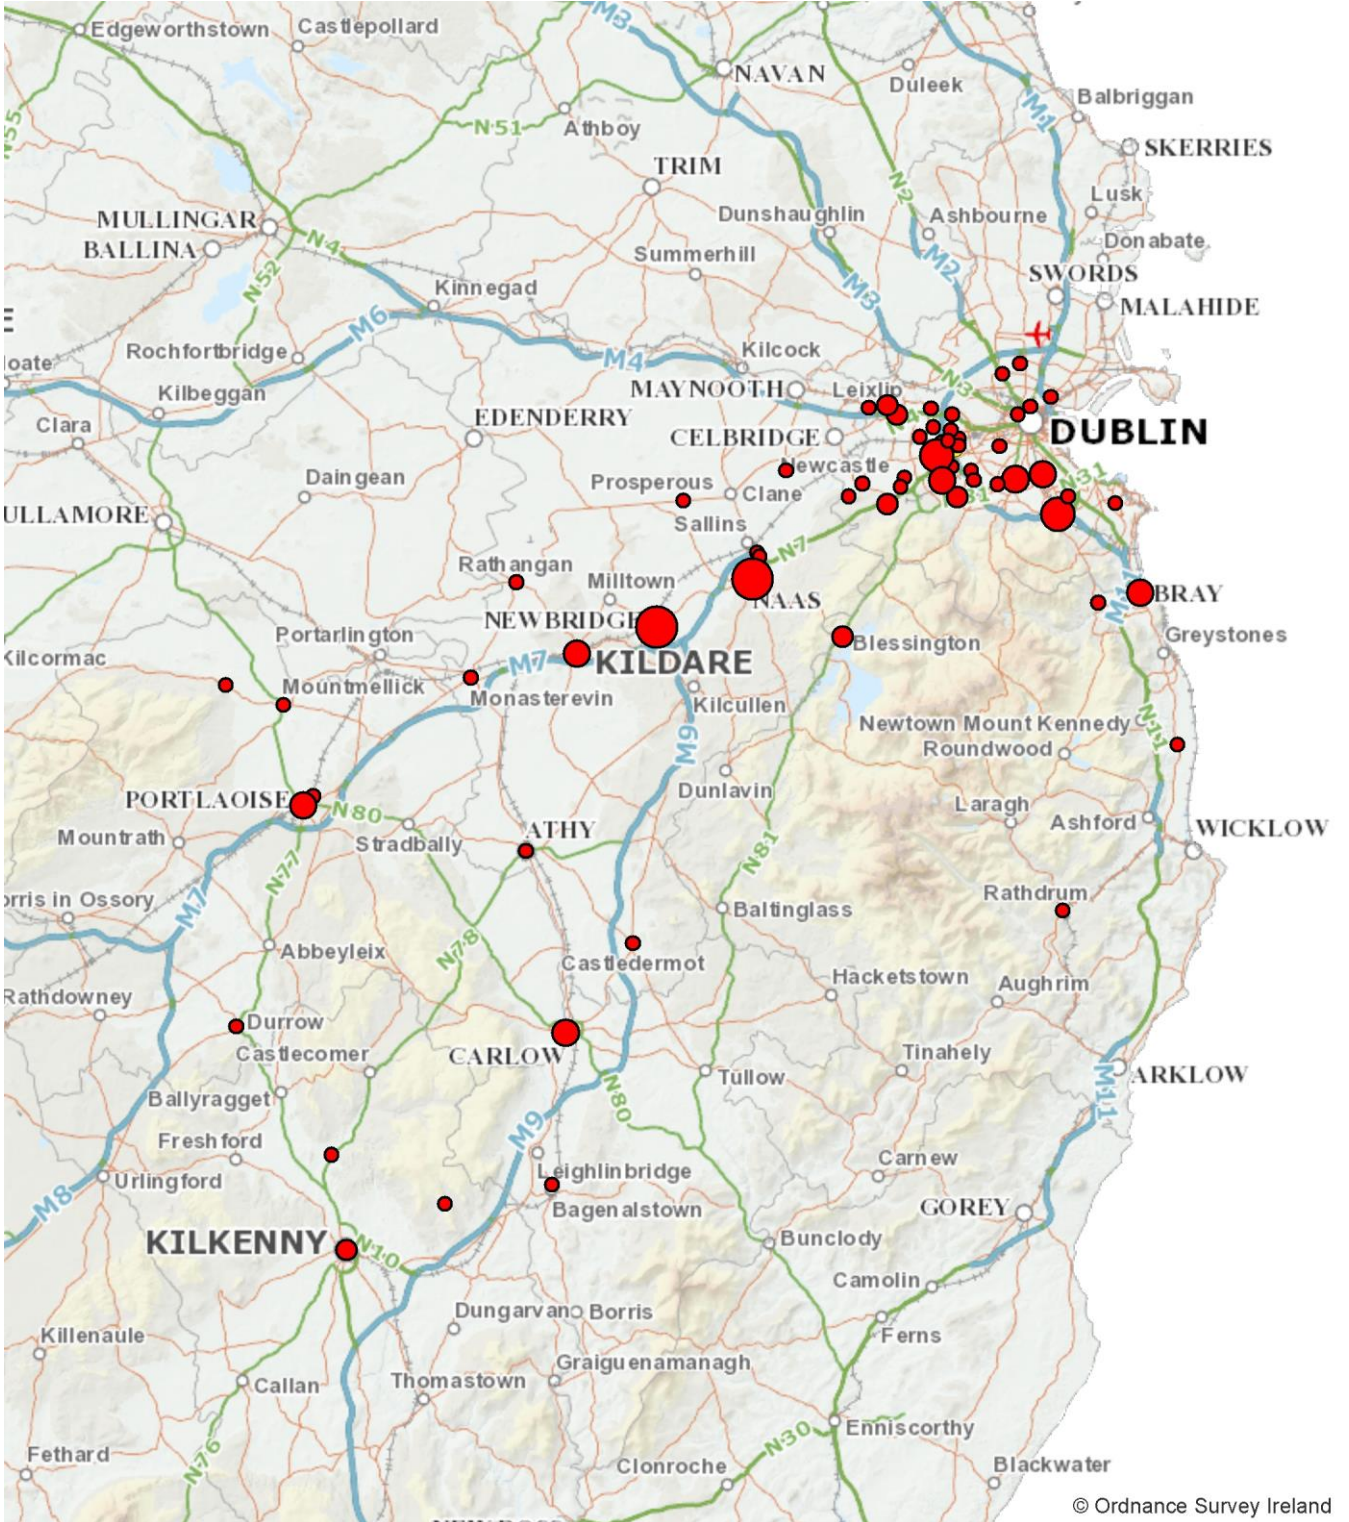 Edgeworthstown
Castlepollard
M3
NAVAN
Duleek
Balbriggan
M1
N55
N51
Athboy
SKERRIES
TRIM
N2
Lusk
MULLINGAR
Dunshaughlin
Ashbourne
BALLINA
N4
Donabate
Summerhill
M2
SWORDS
N52
Kinnegad
M3
MALAHIDE
M6
Rochfortbridge
M4
Kilcock
oate
N3
Kilbeggan
MAYNOOTH
Leixlip
Clara
EDENDERRY
CELBRIDGE
DUBLIN
Daingean
Newcastle
Prosperous
Clane
N31
ULLAMORE
Sallins
N7
Rathangan
Milltown
NAAS
BRAY
NEWBRIDGE
Portarlington
Blessington
Greystones
Kilcormac
M7
KILDARE
Mountmellick
Monasterevin
Kilcullen
Newtown Mount Kennedy
N11
M9
Roundwood
Dunlavin
PORTLAOISE
N80
Laragh
Ashford
WICKLOW
Mountrath
Stradbally
ATHY
N81
N77
Rathdrum
orris in Ossory
M7
Baltinglass
Abbeyleix
N78
Castledermot
Hacketstown
Aughrim
Rathdowney
Durrow
Castlecomer
CARLOW
Tinahely
Tullow
ARKLOW
Ballyragget
N80
M11
Freshford
M9
Carnew
Urlingford
Leighlinbridge
M8
Bagenalstown
GOREY
KILKENNY
N10
Bunclody
Camolin
Dungarvan
Borris
Killenaule
Ferns
Graiguenamanagh
Callan
Thomastown
Enniscorthy
N76
N30
Fethard
Clonroche
Blackwater
© Ordnance Survey Ireland